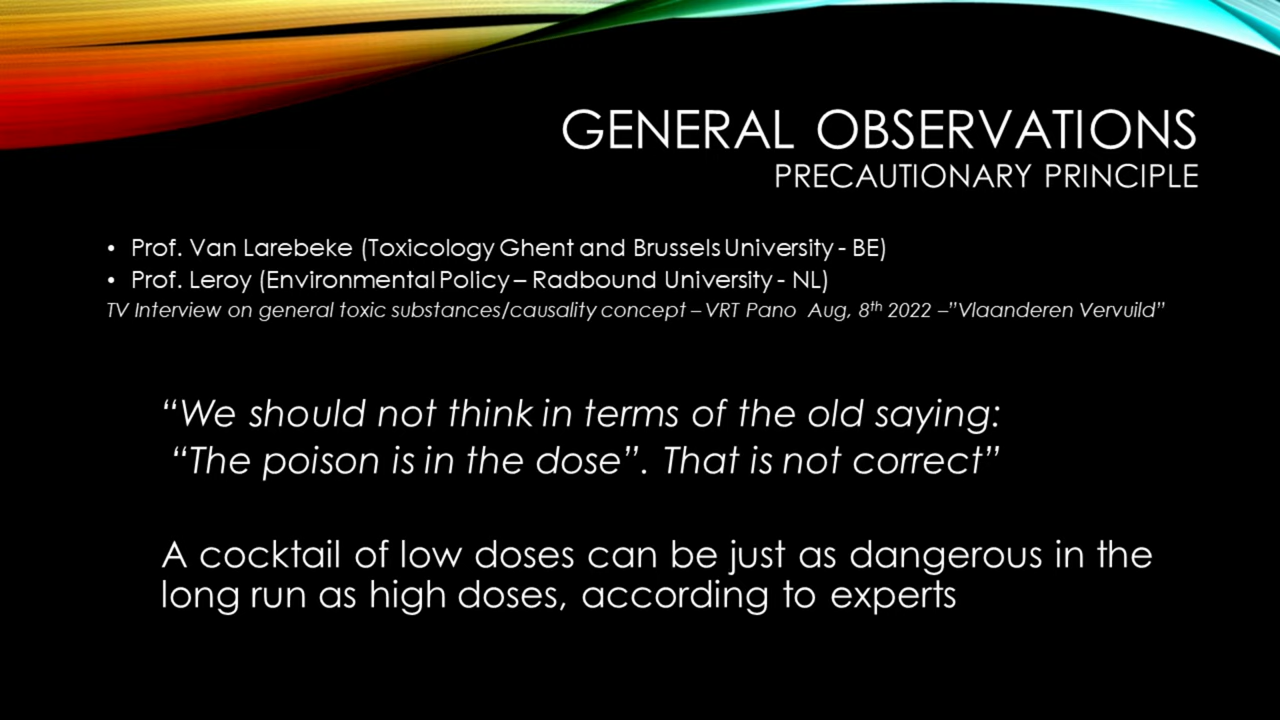 GENERAL OBSERVATIONS
PRECAUTIONARY PRINCIPLE
• Prof. Van Larebeke (Toxicology Ghent and Brussels University - BE)
• Prof. Leroy (Environmental Policy – Radbound University - NL)
TV Interview on general toxic substances/causality concept – VRT Pano Aug, 8th 2022 –”Vlaanderen Vervuild”
“We should not think in terms of the old saying:
“The poison is in the dose”. That is not correct”
A cocktail of low doses can be just as dangerous in the
long run as high doses, according to experts